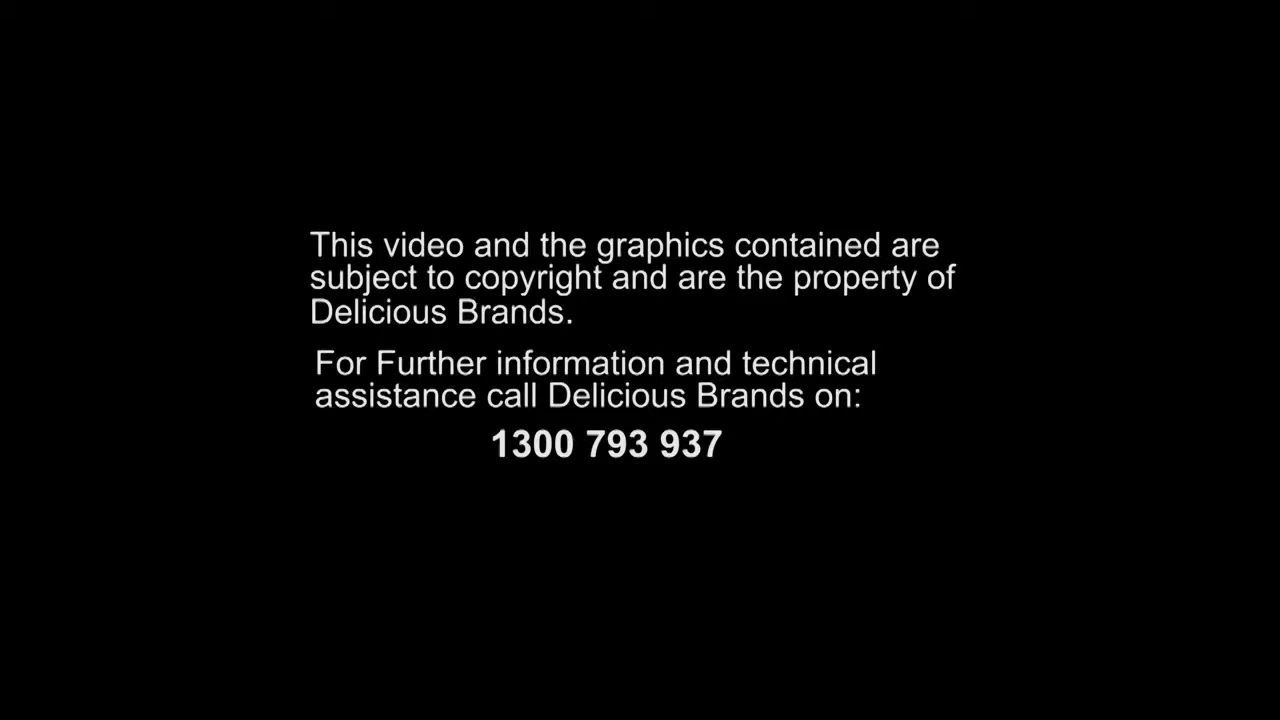 This video and the graphics contained are
subject to copyright and are the property of
Delicious Brands.
For Further information and technical
assistance call Delicious Brands on:
1300 793 937